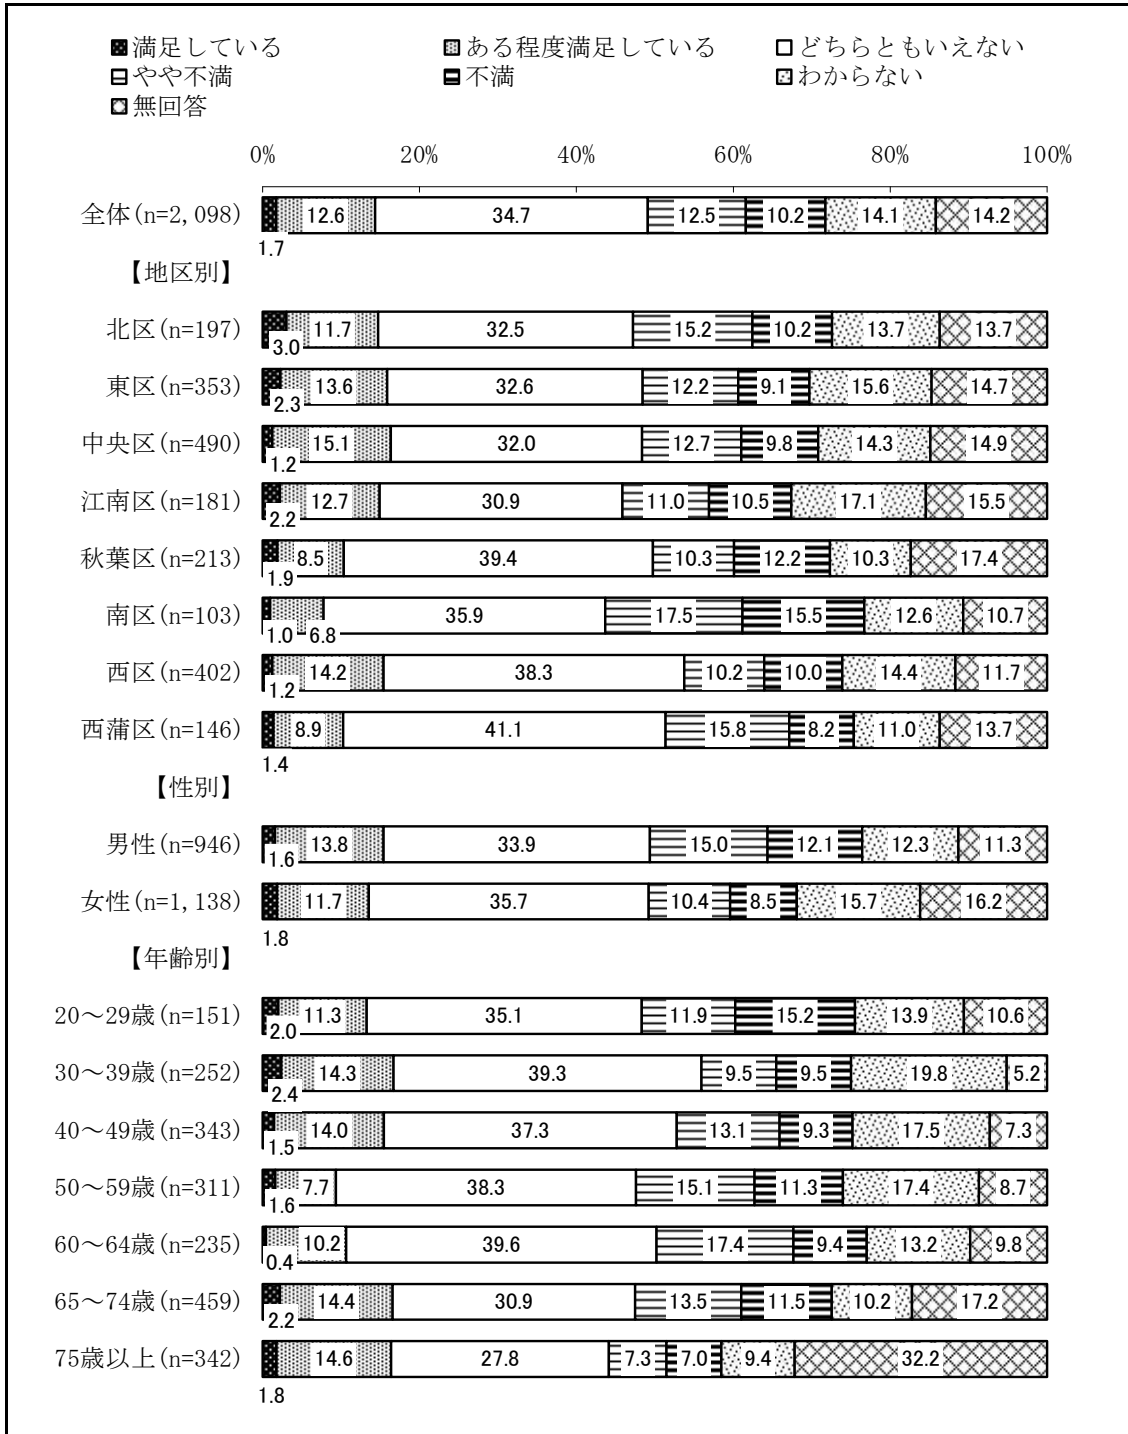 満足している ある程度満足している どちらともいえない
やや不満 不満 わからない
無回答
0% 20% 40% 60% 80% 100%
全体(n=2,098) 12.6 34.7 12.5 10.2 14.1 14.2
1.7
【地区別】
北区(n=197) 11.7 32.5 15.2 10.2 13.7 13.7
3.0
東区(n=353) 13.6 32.6 12.2 9.1 15.6 14.7
2.3
中央区(n=490) 15.1 32.0 12.7 9.8 14.3 14.9
1.2
江南区(n=181) 12.7 30.9 11.0 10.5 17.1 15.5
2.2
秋葉区(n=213) 8.5 39.4 10.3 12.2 10.3 17.4
1.9
南区(n=103) 35.9 17.5 15.5 12.6 10.7
1.0 6.8
西区(n=402) 14.2 38.3 10.2 10.0 14.4 11.7
1.2
西蒲区(n=146) 8.9 41.1 15.8 8.2 11.0 13.7
1.4
【性別】
男性(n=946) 13.8 33.9 15.0 12.1 12.3 11.3
1.6
女性(n=1,138) 11.7 35.7 10.4 8.5 15.7 16.2
1.8
【年齢別】
20～29歳(n=151) 11.3 35.1 11.9 15.2 13.9 10.6
2.0
30～39歳(n=252) 14.3 39.3 9.5 9.5 19.8 5.2
2.4
40～49歳(n=343) 14.0 37.3 13.1 9.3 17.5 7.3
1.5
50～59歳(n=311) 7.7 38.3 15.1 11.3 17.4 8.7
1.6
60～64歳(n=235) 10.2 39.6 17.4 9.4 13.2 9.8
0.4
65～74歳(n=459) 14.4 30.9 13.5 11.5 10.2 17.2
2.2
75歳以上(n=342) 14.6 27.8 7.3 7.0 9.4 32.2
1.8